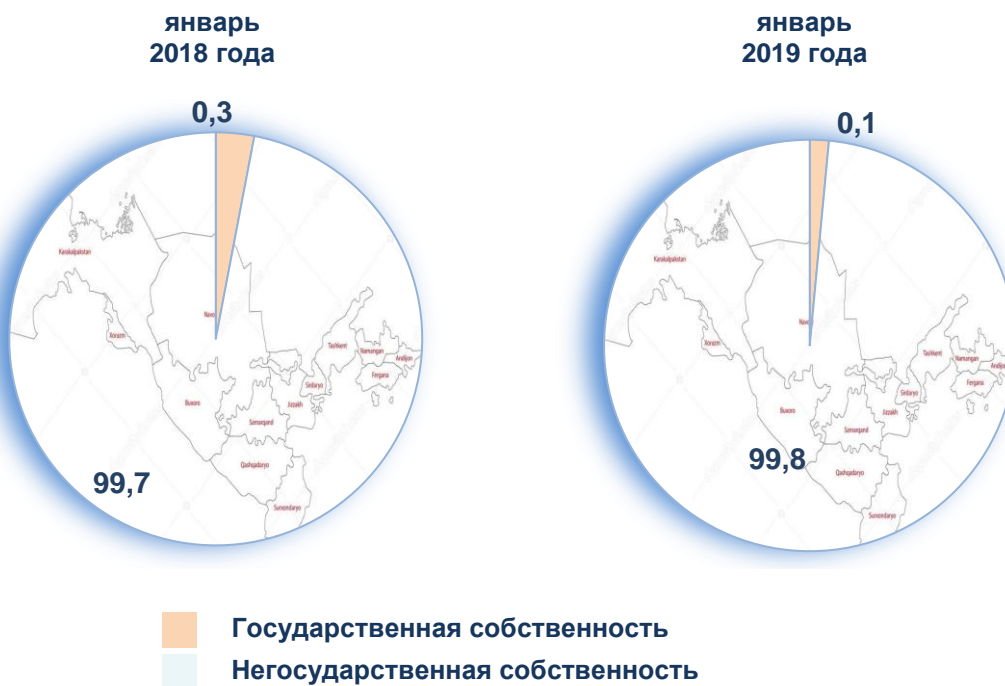 январь
2018 года
январь
2019 года
0,3
0,1
Karakalpakstan
Navo
Xorazm
Tashkent
Namangan
Andijon
Fergana
Sirdaryo
Jizzakh
Buxoro
Samarqand
Qashqadaryo
Surxondaryo
99,7
Karakalpakstan
Navo
Xorazm
Tashkent
Namangan
Andijon
Fergana
Sirdaryo
Jizzakh
Buxoro
Samarqand
Qashqadaryo
Surxondaryo
99,8
Государственная собственность
Негосударственная собственность